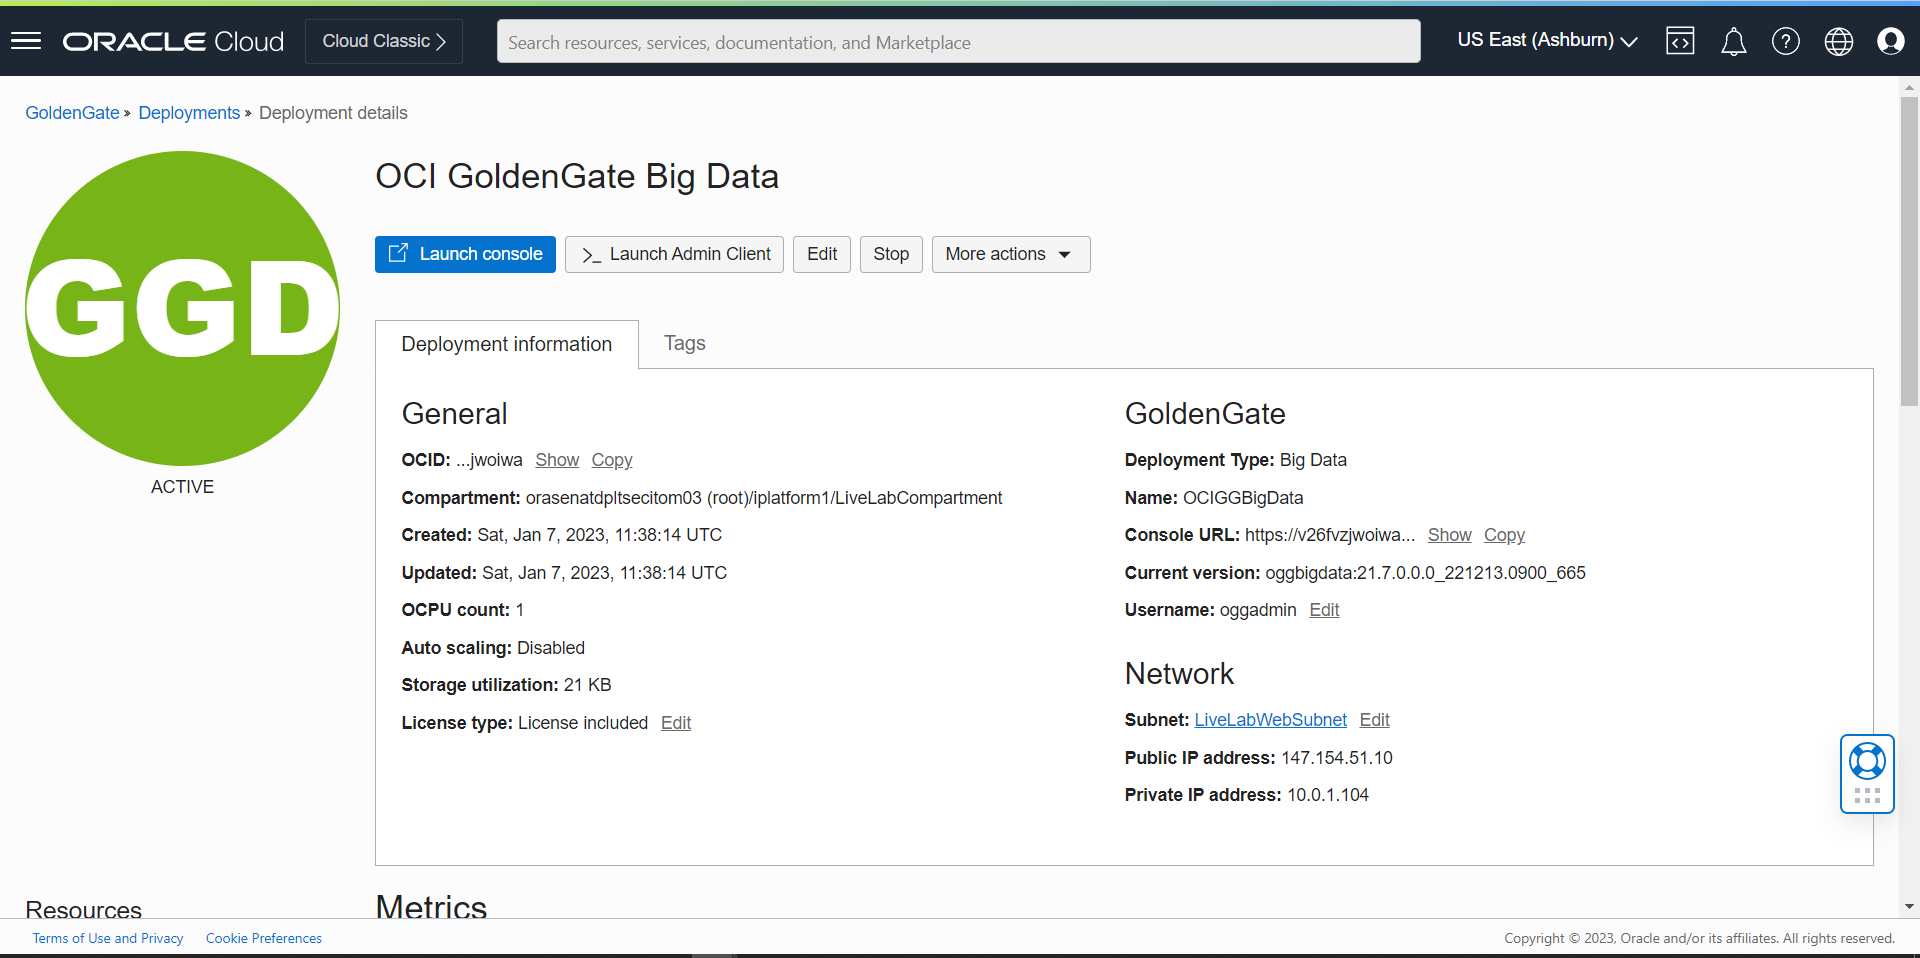 ORACLE Cloud
Cloud Classic
Search resources, services, documentation, and Marketplace
US East (Ashburn)
GoldenGate » Deployments » Deployment details
GGD
ACTIVE
OCI GoldenGate Big Data
Launch console
Launch Admin Client
Edit
Stop
More actions
Deployment information
Tags
General
OCID: ...jwoiwa Show Copy
Compartment: orasenatdpltsecitom03 (root)/iplatform1/LiveLabCompartment
Created: Sat, Jan 7, 2023, 11:38:14 UTC
Updated: Sat, Jan 7, 2023, 11:38:14 UTC
OCPU count: 1
Auto scaling: Disabled
Storage utilization: 21 KB
License type: License included Edit
GoldenGate
Deployment Type: Big Data
Name: OCIGGBigData
Console URL: https://v26fvzjwoiwa... Show Copy
Current version: oggbigdata:21.7.0.0.0_221213.0900_665
Username: oggadmin Edit
Network
Subnet: LiveLabWebSubnet Edit
Public IP address: 147.154.51.10
Private IP address: 10.0.1.104
Resources
Metrics
Terms of Use and Privacy
Cookie Preferences
Copyright © 2023, Oracle and/or its affiliates. All rights reserved.